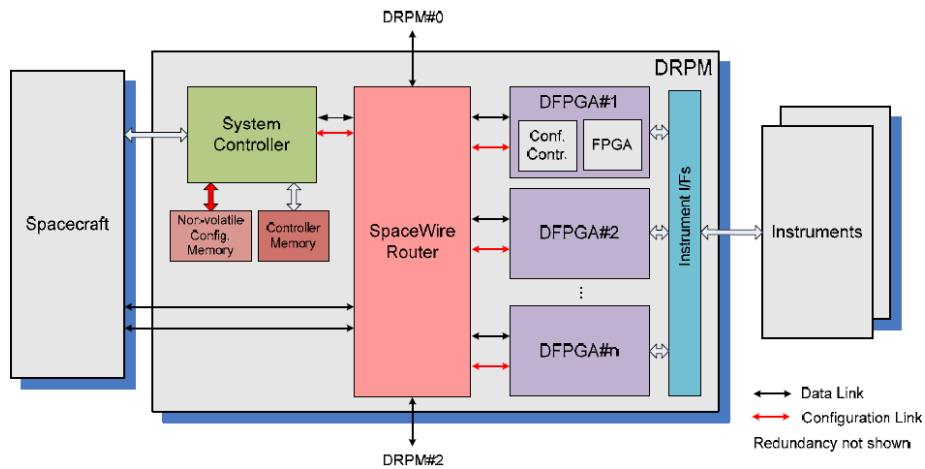 DRPM#0
DRPM
Spacecraft
System
Controller
Non-volatile
Config.
Memory
Controller
Memory
SpaceWire
Router
DFPGA#1
Conf.
Contr.
FPGA
DFPGA#2
...
DFPGA#n
Instrument I/Fs
Instruments
Data Link
Configuration Link
Redundancy not shown
DRPM#2